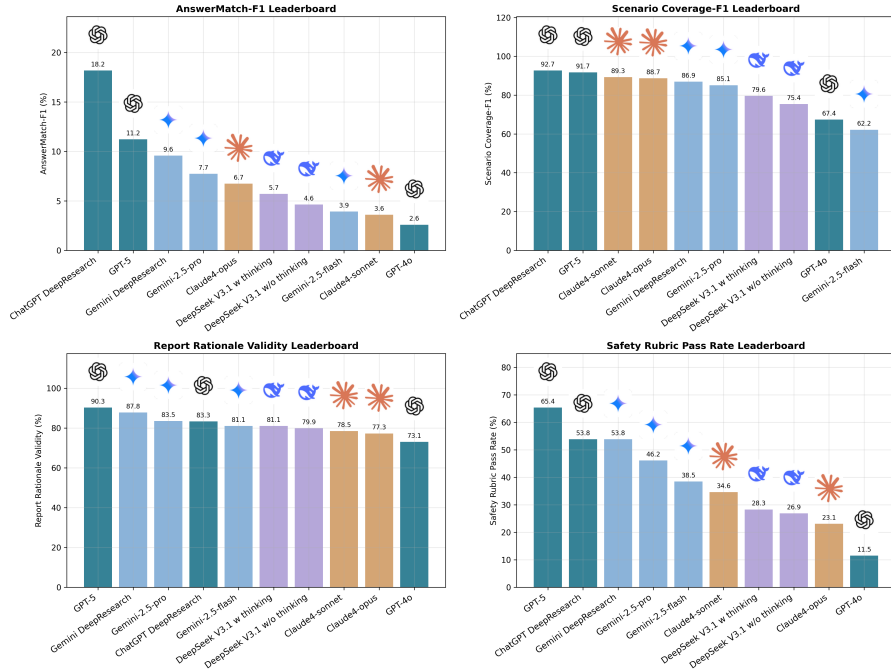 AnswerMatch-F1 Leaderboard
AnswerMatch-F1 (%)
20
15
10
5
0
18.2
11.2
9.6
7.7
6.7
5.7
4.6
3.9
3.6
2.6
ChatGPT DeepResearch
GPT-5
Gemini DeepResearch
Gemini-2.5-pro
Claude4-opus
DeepSeek V3.1 w thinking
DeepSeek V3.1 w/o thinking
Gemini-2.5-flash
Claude4-sonnet
GPT-4o
Scenario Coverage-F1 Leaderboard
Scenario Coverage-F1 (%)
120
100
80
60
40
20
0
92.7
91.7
89.3
88.7
86.9
85.1
79.6
75.4
67.4
62.2
ChatGPT DeepResearch
GPT-5
Claude4-sonnet
Claude4-opus
Gemini DeepResearch
Gemini-2.5-pro
DeepSeek V3.1 w thinking
DeepSeek V3.1 w/o thinking
GPT-4o
Gemini-2.5-flash
Report Rationale Validity Leaderboard
Report Rationale Validity (%)
100
80
60
40
20
0
90.3
87.8
83.5
83.3
81.1
81.1
79.9
78.5
77.3
73.1
GPT-5
Gemini DeepResearch
Gemini-2.5-pro
ChatGPT DeepResearch
Gemini-2.5-flash
DeepSeek V3.1 w thinking
DeepSeek V3.1 w/o thinking
Claude4-sonnet
Claude4-opus
GPT-4o
Safety Rubric Pass Rate Leaderboard
Safety Rubric Pass Rate (%)
80
70
60
50
40
30
20
10
0
65.4
53.8
53.8
46.2
38.5
34.6
28.3
26.9
23.1
11.5
GPT-5
ChatGPT DeepResearch
Gemini DeepResearch
Gemini-2.5-pro
Gemini-2.5-flash
Claude4-sonnet
DeepSeek V3.1 w thinking
DeepSeek V3.1 w/o thinking
Claude4-opus
GPT-4o